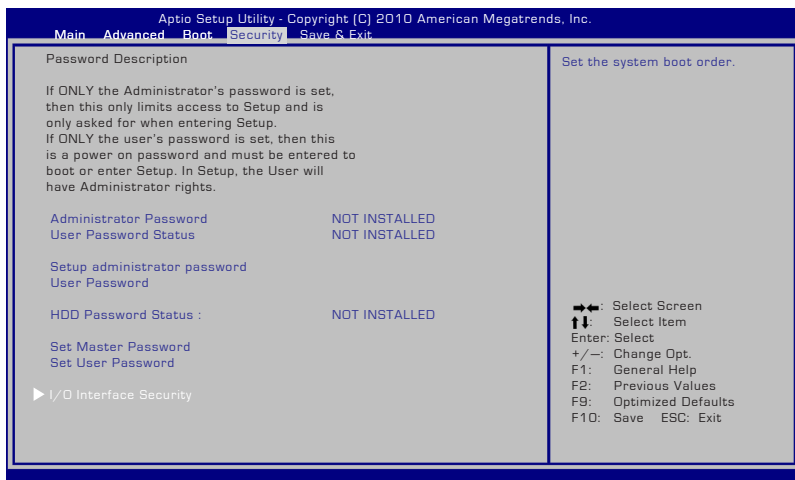 Aptio Setup Utility - Copyright (C) 2010 American Megatrends, Inc.
Main Advanced Boot Security Save & Exit
Password Description
If ONLY the Administrator's password is set,
then this only limits access to Setup and is
only asked for when entering Setup.
If ONLY the user's password is set, then this
is a power on password and must be entered to
boot or enter Setup. In Setup, the User will
have Administrator rights.
Administrator Password NOT INSTALLED
User Password Status NOT INSTALLED
Setup administrator password
User Password
HDD Password Status : NOT INSTALLED
Set Master Password
Set User Password
I/O Interface Security
Set the system boot order.
→←: Select Screen
↑↓: Select Item
Enter: Select
+/—: Change Opt.
F1: General Help
F2: Previous Values
F9: Optimized Defaults
F10: Save ESC: Exit